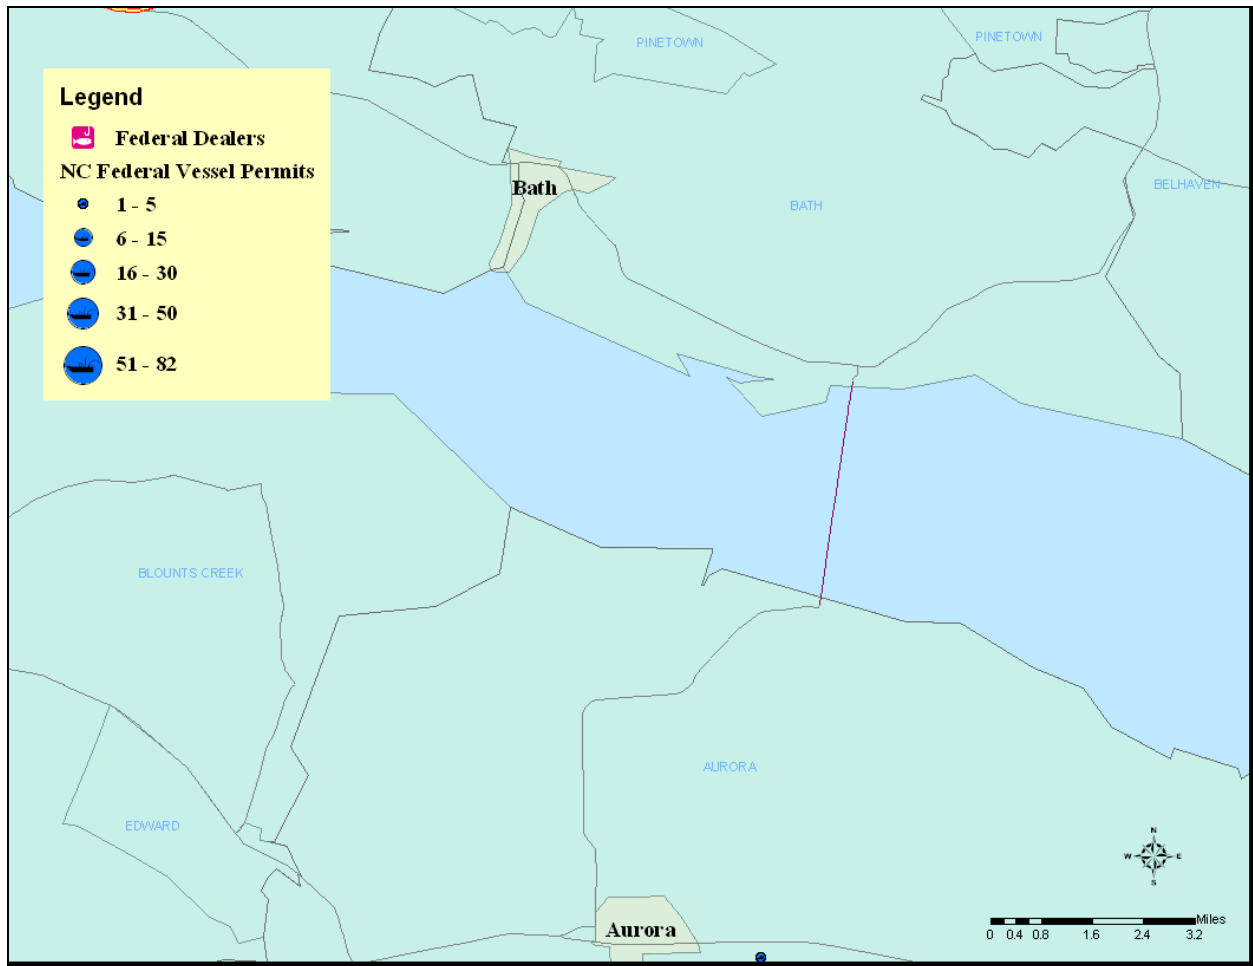 PINETOWN
PINETOWN
Legend
Federal Dealers
NC Federal Vessel Permits
1 - 5
6 - 15
16 - 30
31 - 50
51 - 82
Bath
BATH
BELHAVEN
BLOUNTS CREEK
AURORA
EDWARD
N
W E
S
Miles
0 0.4 0.8 1.6 2.4 3.2
Aurora